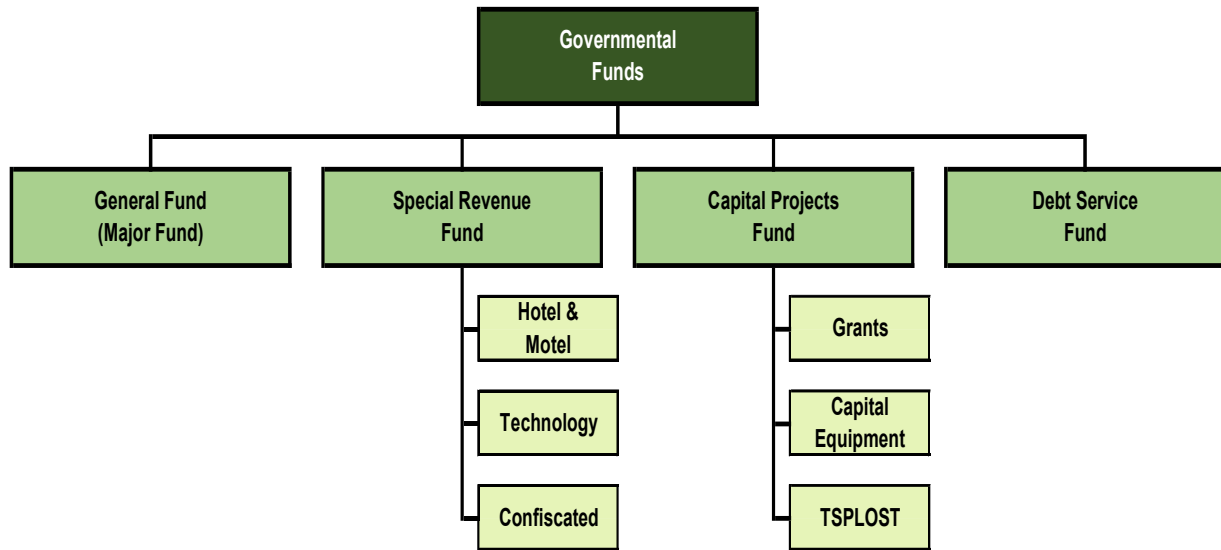 Governmental
Funds
General Fund
(Major Fund)
Special Revenue
Fund
Capital Projects
Fund
Debt Service
Fund
Hotel &
Motel
Technology
Confiscated
Grants
Capital
Equipment
TSPLOST